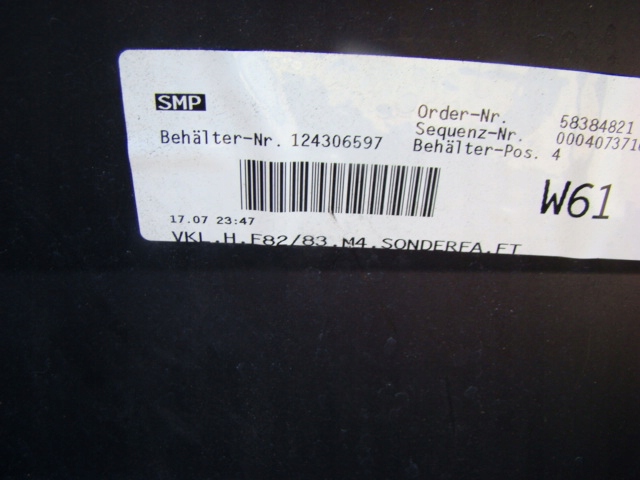 SMP
Order-Nr. 58384821
Sequenz-Nr.
Behälter-Nr. 124306597
Behälter-Pos. 4
W61
17.07 23:47
VKL.H.F82/83.M4.SONDERFA.FT